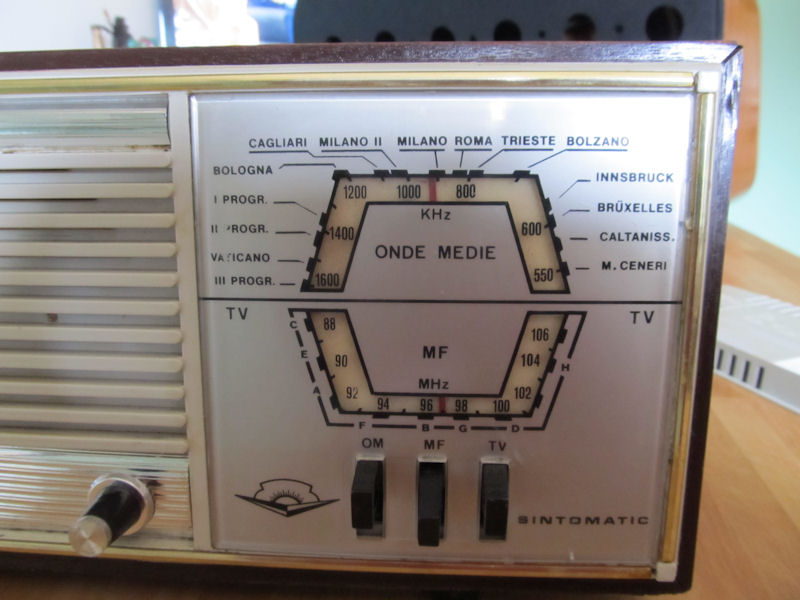 CAGLIARI MILANO II MILANO ROMA TRIESTE BOLZANO
BOLOGNA
INNSBRUCK
1200 1000 800
I PROGR.
KHz
BRÜXELLES
II PROGR.
1400
600
CALTANISS.
ONDE MEDIE
VATICANO
M. CENERI
III PROGR.
1600
550
TV
TV
C
88
106
E
90
MF
104
H
A
92
MHz
102
94 96 98 100
F B G D
OM MF TV
SINTOMATIC